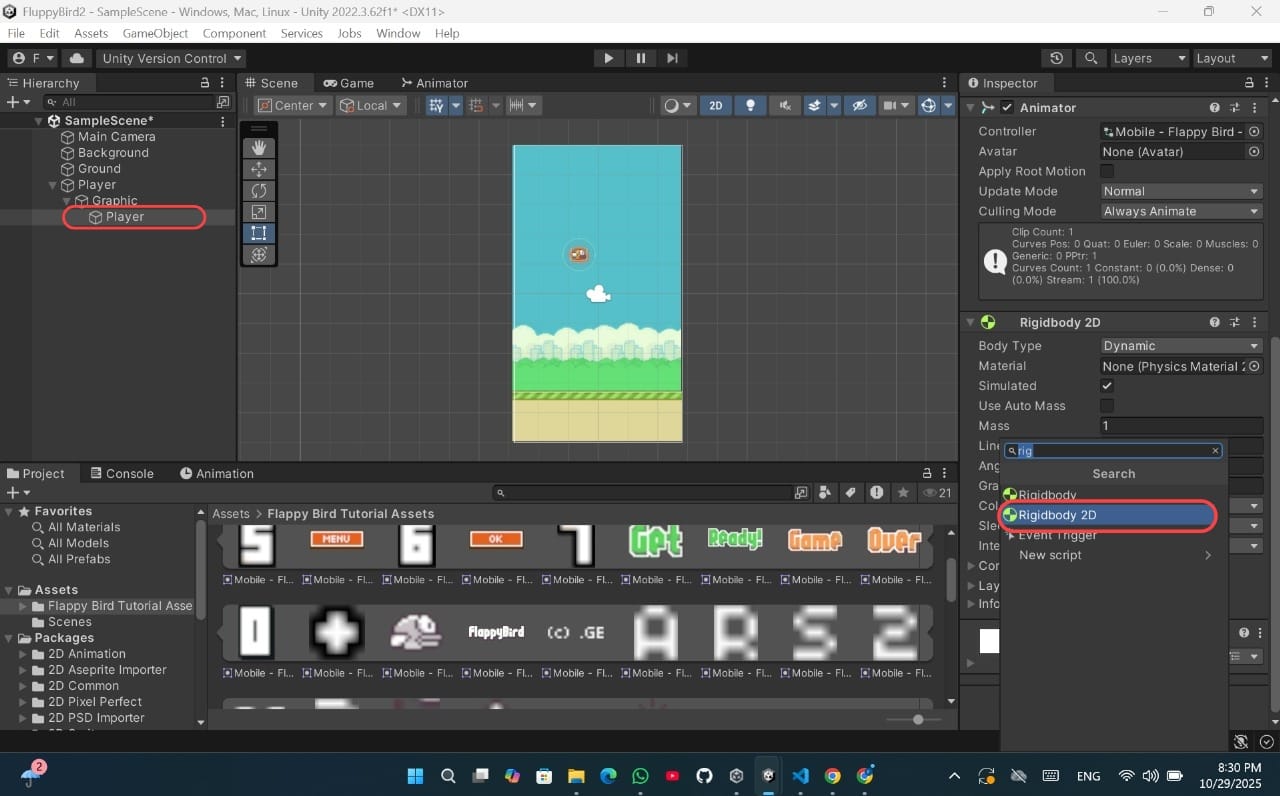 FluppyBird2 - SampleScene - Windows, Mac, Linux - Unity 2022.3.62f1* <DX11>
File Edit Assets GameObject Component Services Jobs Window Help
F Unity Version Control Layers Layout
Hierarchy
All
SampleScene*
Main Camera
Background
Ground
Player
Graphic
Player
Scene Game Animator
Center Local 2D
Inspector
Animator
Controller Mobile - Flappy Bird -
Avatar None (Avatar)
Apply Root Motion
Update Mode Normal
Culling Mode Always Animate
Clip Count: 1
Curves Pos: 0 Quat: 0 Euler: 0 Scale: 0 Muscles: 0
Generic: 0 PPtr: 1
Curves Count: 1 Constant: 0 (0.0%) Dense: 0
(0.0%) Stream: 1 (100.0%)
Rigidbody 2D
Body Type Dynamic
Material None (Physics Material 2
Simulated
Use Auto Mass
Mass 1
Line
Ang
Gra
Col
Slee
Inte
Con
Lay
Info
rig
Search
Rigidbody
Rigidbody 2D
Event Trigger
New script
Project Console Animation
21
Favorites
All Materials
All Models
All Prefabs
Assets
Flappy Bird Tutorial Asse
Scenes
Packages
2D Animation
2D Aseprite Importer
2D Common
2D Pixel Perfect
2D PSD Importer
Assets > Flappy Bird Tutorial Assets
5 MENU 6 OK 7 Get Ready! Game Over
Mobile - Fl... Mobile - Fl... Mobile - Fl... Mobile - Fl... Mobile - Fl... Mobile - Fl... Mobile - Fl... Mobile - Fl... Mobile - Fl...
FlappyBird (c) .GE A R S Z
Mobile - Fl... Mobile - Fl... Mobile - Fl... Mobile - Fl... Mobile - Fl... Mobile - Fl... Mobile - Fl... Mobile - Fl... Mobile - Fl...
2
ENG
8:30 PM
10/29/2025